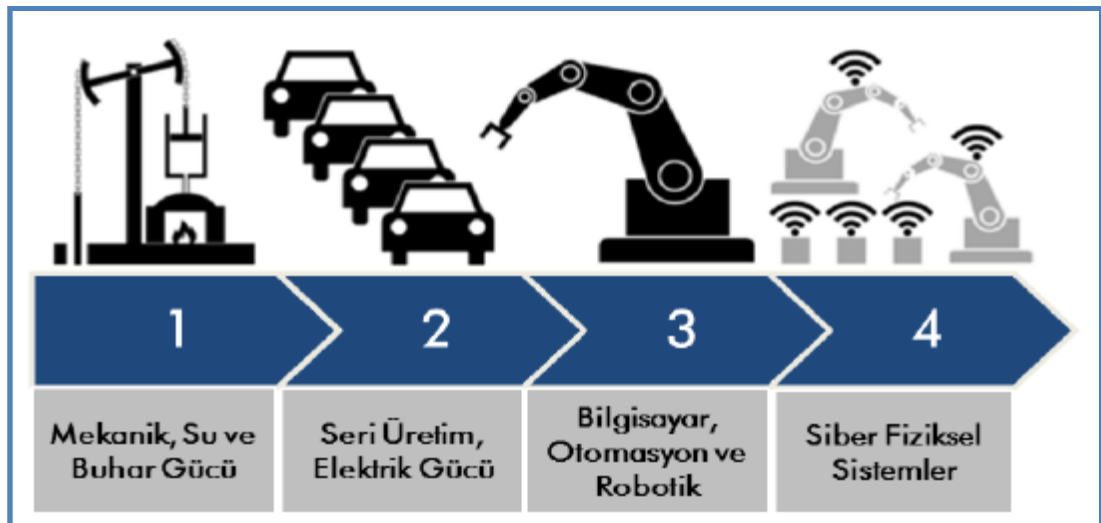 1
2
3
4
Mekanik, Su ve
Buhar Gücü
Seri Üretim,
Elektrik Gücü
Bilgisayar,
Otomasyon ve
Robotik
Siber Fiziksel
Sistemler